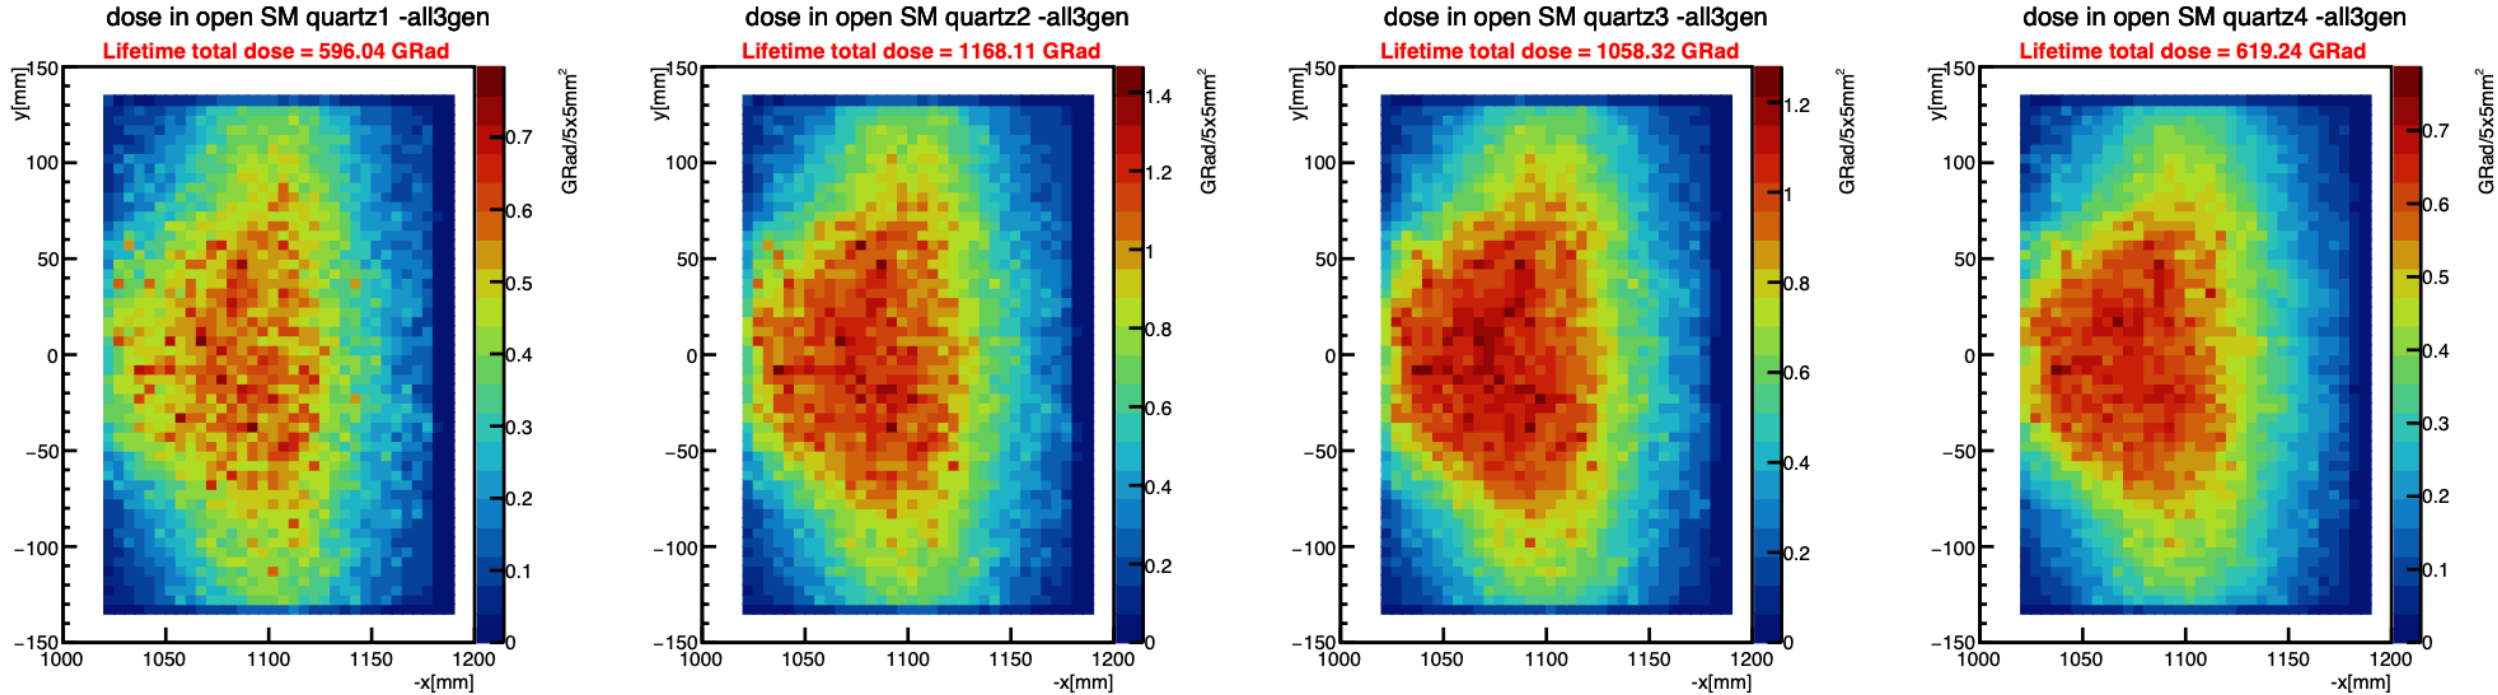 dose in open SM quartz1 -all3gen
Lifetime total dose = 596.04 GRad
y[mm]
150
100
50
0
−50
−100
−150
1000 1050 1100 1150 1200
-x[mm]
0.7
0.6
0.5
0.4
0.3
0.2
0.1
0
GRad/5x5mm²
dose in open SM quartz2 -all3gen
Lifetime total dose = 1168.11 GRad
y[mm]
150
100
50
0
−50
−100
−150
1000 1050 1100 1150 1200
-x[mm]
1.4
1.2
1
0.8
0.6
0.4
0.2
0
GRad/5x5mm²
dose in open SM quartz3 -all3gen
Lifetime total dose = 1058.32 GRad
y[mm]
150
100
50
0
−50
−100
−150
1000 1050 1100 1150 1200
-x[mm]
1.2
1
0.8
0.6
0.4
0.2
0
GRad/5x5mm²
dose in open SM quartz4 -all3gen
Lifetime total dose = 619.24 GRad
y[mm]
150
100
50
0
−50
−100
−150
1000 1050 1100 1150 1200
-x[mm]
0.7
0.6
0.5
0.4
0.3
0.2
0.1
0
GRad/5x5mm²